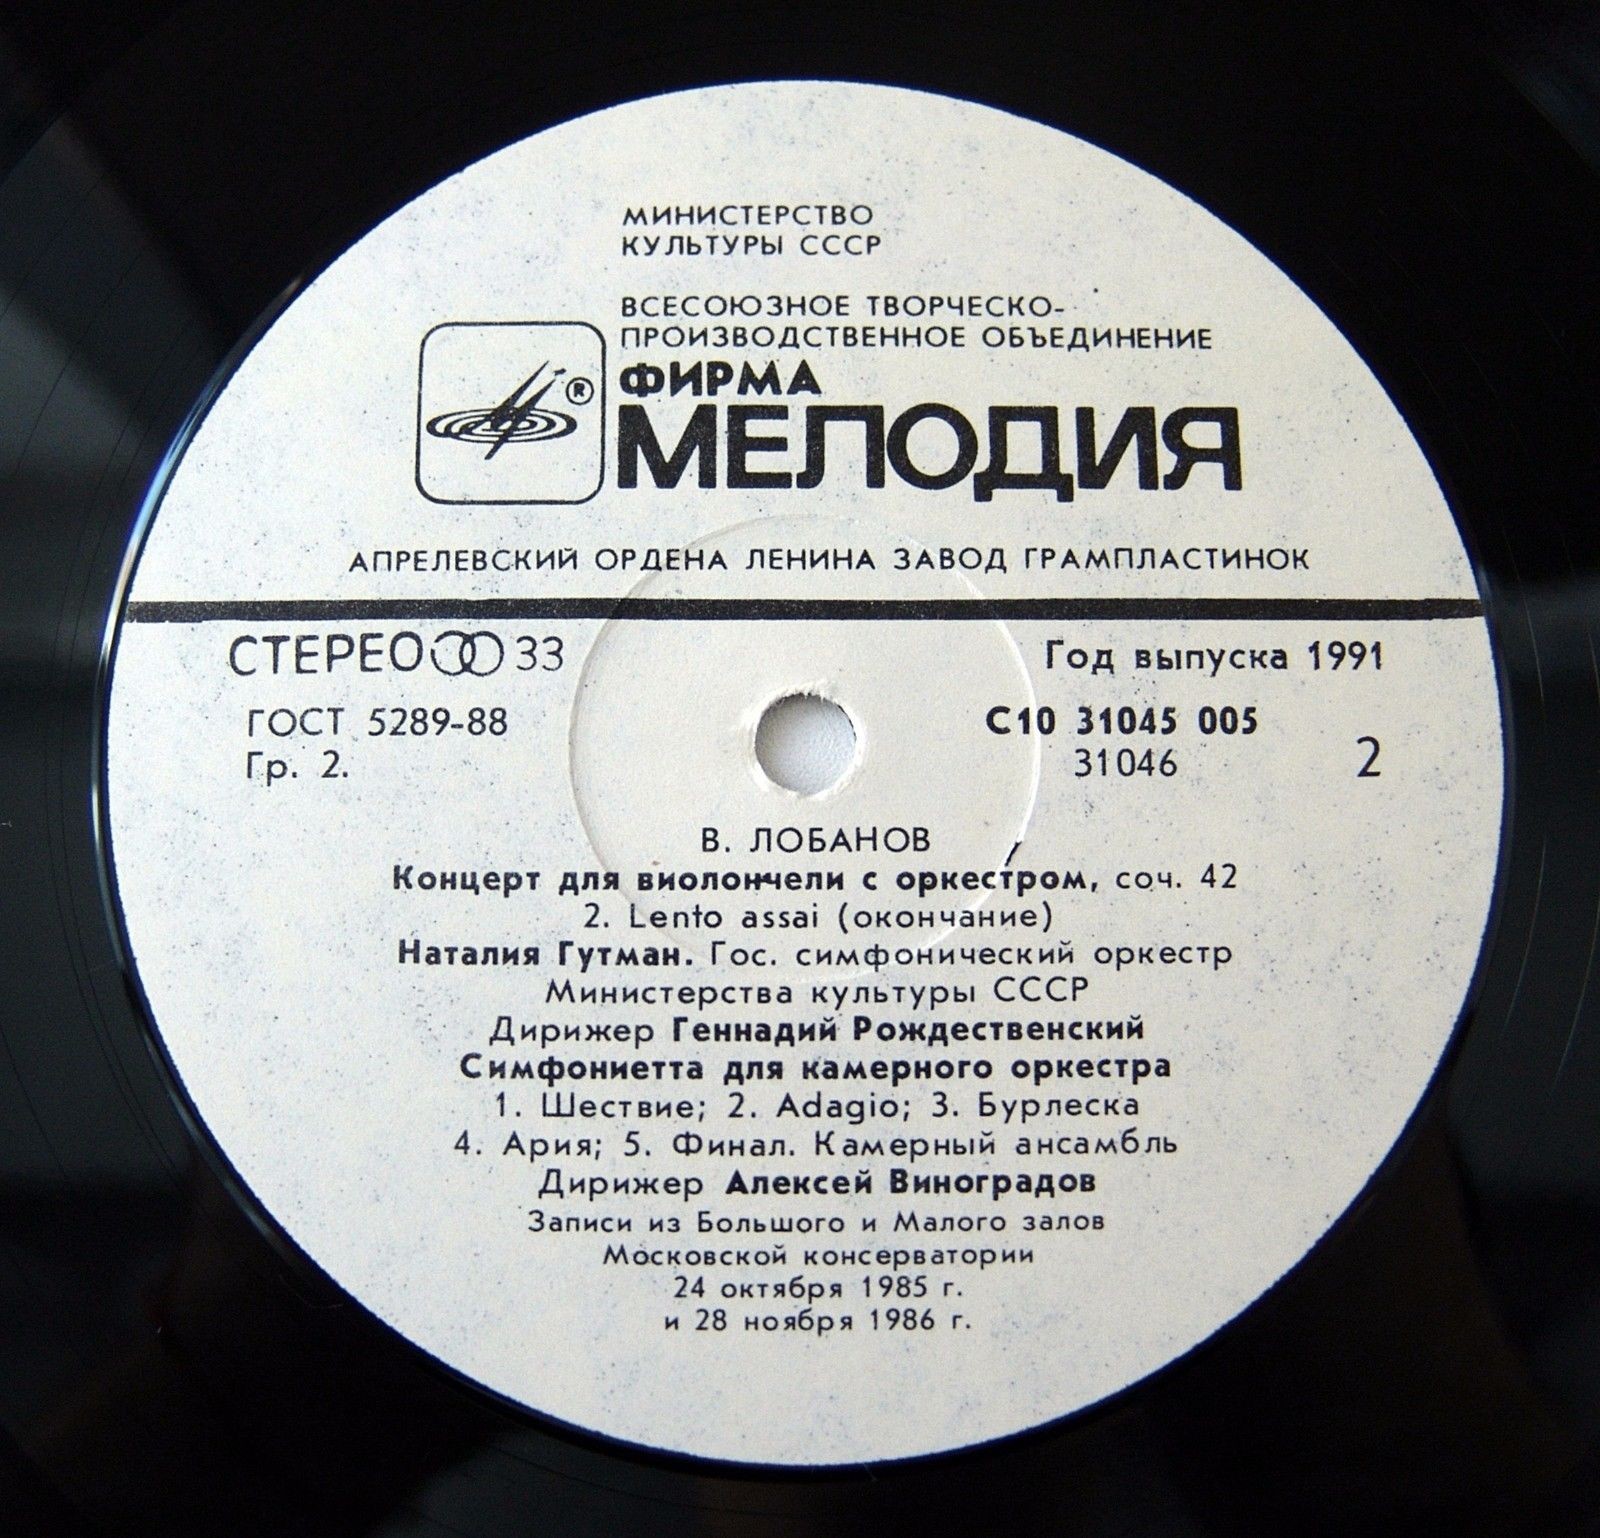 МИНИСТЕРСТВО
КУЛЬТУРЫ СССР
ВСЕСОЮЗНОЕ ТВОРЧЕСКО-
ПРОИЗВОДСТВЕННОЕ ОБЪЕДИНЕНИЕ
ФИРМА
®
МЕЛОДИЯ
АПРЕЛЕВСКИЙ ОРДЕНА ЛЕНИНА ЗАВОД ГРАМПЛАСТИНОК
СТЕРЕО 33
Год выпуска 1991
ГОСТ 5289-88
С10 31045 005
Гр. 2.
31046
2
В. ЛОБАНОВ
Концерт для виолончели с оркестром, соч. 42
2. Lento assai (окончание)
Наталия Гутман. Гос. симфонический оркестр
Министерства культуры СССР
Дирижер Геннадий Рождественский
Симфониетта для камерного оркестра
1. Шествие; 2. Adagio; 3. Бурлеска
4. Ария; 5. Финал. Камерный ансамбль
Дирижер Алексей Виноградов
Записи из Большого и Малого залов
Московской консерватории
24 октября 1985 г.
и 28 ноября 1986 г.